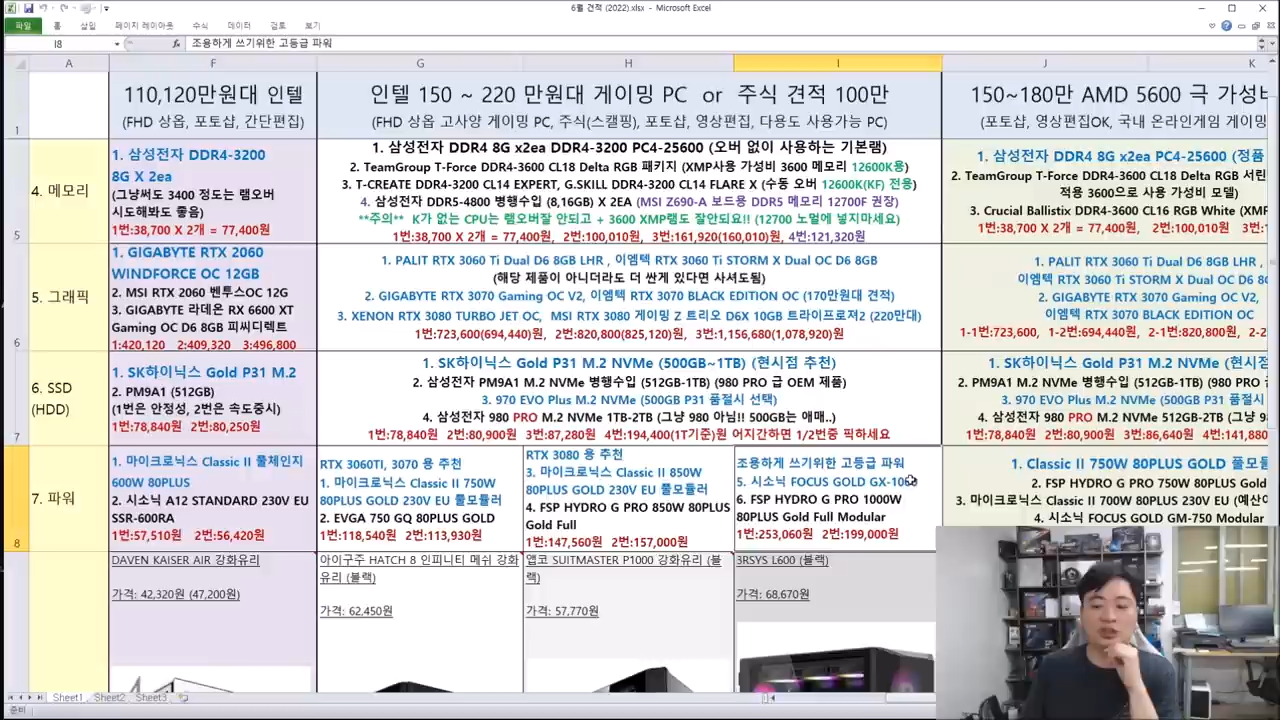 6월 견적 (2022).xlsx - Microsoft Excel
파일 홈 삽입 페이지 레이아웃 수식 데이터 검토 보기
I8 fx 조용하게 쓰기위한 고등급 파워
A F G H I J K
1
110,120만원대 인텔
(FHD 상옵, 포토샵, 간단편집)
인텔 150 ~ 220 만원대 게이밍 PC or 주식 견적 100만
(FHD 상옵 고사양 게이밍 PC, 주식(스캘핑), 포토샵, 영상편집, 다용도 사용가능 PC)
150~180만 AMD 5600 극 가성비
(포토샵, 영상편집OK, 국내 온라인게임 게이밍
4. 메모리
5
1. 삼성전자 DDR4-3200
8G X 2ea
(그냥써도 3400 정도는 램오버
시도해봐도 좋음)
1번:38,700 X 2개 = 77,400원
1. 삼성전자 DDR4 8G x2ea DDR4-3200 PC4-25600 (오버 없이 사용하는 기본램)
2. TeamGroup T-Force DDR4-3600 CL18 Delta RGB 패키지 (XMP사용 가성비 3600 메모리 12600K용)
3. T-CREATE DDR4-3200 CL14 EXPERT, G.SKILL DDR4-3200 CL14 FLARE X (수동 오버 12600K(KF) 전용)
4. 삼성전자 DDR5-4800 병행수입 (8,16GB) X 2EA (MSI Z690-A 보드용 DDR5 메모리 12700F 권장)
**주의** K가 없는 CPU는 램오버잘 안되고 + 3600 XMP램도 잘안되요!! (12700 노멀에 넣지마세요)
1번:38,700 X 2개 = 77,400원, 2번:100,010원, 3번:161,920(160,010)원, 4번:121,320원
1. 삼성전자 DDR4 8G x2ea PC4-25600 (정품
2. TeamGroup T-Force DDR4-3600 CL18 Delta RGB 서린
적용 3600으로 사용 가성비 모델)
3. Crucial Ballistix DDR4-3600 CL16 RGB White (XMP
1번:38,700 X 2개 = 77,400원, 2번:100,010원, 3번:1
5. 그래픽
6
1. GIGABYTE RTX 2060
WINDFORCE OC 12GB
2. MSI RTX 2060 벤투스OC 12G
3. GIGABYTE 라데온 RX 6600 XT
Gaming OC D6 8GB 피씨디렉트
1:420,120 2:409,320 3:496,800
1. PALIT RTX 3060 Ti Dual D6 8GB LHR , 이엠텍 RTX 3060 Ti STORM X Dual OC D6 8GB
(해당 제품이 아니더라도 더 싼게 있다면 사셔도됨)
2. GIGABYTE RTX 3070 Gaming OC V2, 이엠텍 RTX 3070 BLACK EDITION OC (170만원대 견적)
3. XENON RTX 3080 TURBO JET OC, MSI RTX 3080 게이밍 Z 트리오 D6X 10GB 트라이프로져2 (220만대)
1번:723,600(694,440)원, 2번:820,800(825,120)원, 3번:1,156,680(1,078,920)원
1. PALIT RTX 3060 Ti Dual D6 8GB LHR ,
이엠텍 RTX 3060 Ti STORM X Dual OC D6 8G
2. GIGABYTE RTX 3070 Gaming OC V2,
이엠텍 RTX 3070 BLACK EDITION OC
1-1번:723,600, 1-2번:694,440원, 2-1번:820,800원, 2-
6. SSD
(HDD)
7
1. SK하이닉스 Gold P31 M.2
2. PM9A1 (512GB)
(1번은 안정성, 2번은 속도중시)
1번:78,840원 2번:80,250원
1. SK하이닉스 Gold P31 M.2 NVMe (500GB~1TB) (현시점 추천)
2. 삼성전자 PM9A1 M.2 NVMe 병행수입 (512GB-1TB) (980 PRO 급 OEM 제품)
3. 970 EVO Plus M.2 NVMe (500GB P31 품절시 선택)
4. 삼성전자 980 PRO M.2 NVMe 1TB-2TB (그냥 980 아님!! 500GB는 애매..)
1번:78,840원 2번:80,900원 3번:87,280원 4번:194,400(1T기준)원 어지간하면 1/2번중 픽하세요
1. SK하이닉스 Gold P31 M.2 NVMe (500GB~1TB) (현시점
2. 삼성전자 PM9A1 M.2 NVMe 병행수입 (512GB-1TB) (980 PRO
3. 970 EVO Plus M.2 NVMe (500GB P31 품절시 선택)
4. 삼성전자 980 PRO M.2 NVMe 512GB-2TB (그냥 9
1번:78,840원 2번:80,900원 3번:86,640원 4번:141,880
7. 파워
8
1. 마이크로닉스 Classic II 풀체인지
600W 80PLUS
2. 시소닉 A12 STANDARD 230V EU
SSR-600RA
1번:57,510원 2번:56,420원
RTX 3060TI, 3070 용 추천
1. 마이크로닉스 Classic II 750W
80PLUS GOLD 230V EU 풀모듈러
2. EVGA 750 GQ 80PLUS GOLD
1번:118,540원 2번:113,930원
RTX 3080 용 추천
3. 마이크로닉스 Classic II 850W
80PLUS GOLD 230V EU 풀모듈러
4. FSP HYDRO G PRO 850W 80PLUS
Gold Full
1번:147,560원 2번:157,000원
조용하게 쓰기위한 고등급 파워
5. 시소닉 FOCUS GOLD
6. FSP HYDRO G PRO 1000W
80PLUS Gold Full Modular
1번:253,060원 2번:199,000원
1. Classic II 750W 80PLUS GOLD 풀모듈
2. FSP HYDRO G PRO 750W 80PLUS
3. 마이크로닉스 Classic II 700W 80PLUS 230V EU (예산이
4. 시소닉 FOCUS GOLD GM-750 Modular
DAVEN KAISER AIR 강화유리
가격: 42,320원 (47,200원)
아이구주 HATCH 8 인피니티 메쉬 강화
유리 (블랙)
가격: 62,450원
앱코 SUITMASTER P1000 강화유리 (블
랙)
가격: 57,770원
3RSYS L600 (블랙)
가격: 68,670원
Sheet1 Sheet2 Sheet3
준비